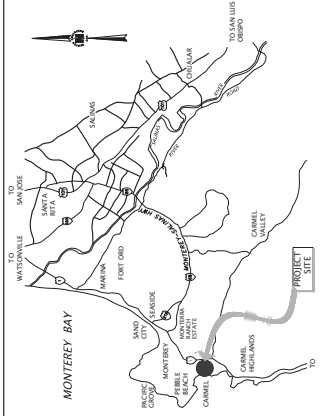 TO SAN LUIS
OBISPO
CHUALAR
RIVER
ROAD
SALINAS
SALINAS
RIVER
TO
SAN JOSE
SANTA
RITA
TO
WATSONVILLE
MARINA
FORT ORD
MONTEREY-SALINAS HWY.
MONTEREY BAY
SAND
CITY
SEASIDE
MONTERRA
RANCH
ESTATE
MONTEREY
PACIFIC
GROVE
PEBBLE
BEACH
CARMEL
CARMEL
VALLEY
CARMEL
HIGHLANDS
PROJECT
SITE
TO